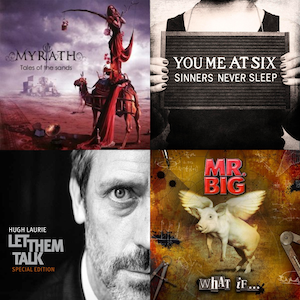 MYRATH
Tales of the sands
YOU ME AT SIX
SINNERS NEVER SLEEP
HUGH LAURIE
LET THEM
TALK
SPECIAL EDITION
MR.
BIG
WHAT IF...